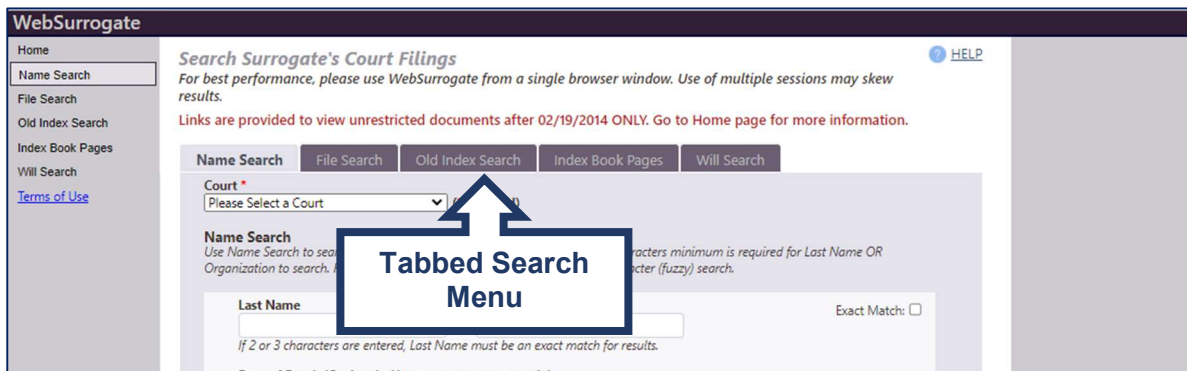 WebSurrogate
Home
Name Search
File Search
Old Index Search
Index Book Pages
Will Search
Terms of Use
Search Surrogate's Court Filings
? HELP
For best performance, please use WebSurrogate from a single browser window. Use of multiple sessions may skew
results.
Links are provided to view unrestricted documents after 02/19/2014 ONLY. Go to Home page for more information.
Name Search File Search Old Index Search Index Book Pages Will Search
Court *
Please Select a Court
Name Search
Use Name Search to minimum is required for Last Name OR
Organization to search. (fuzzy) search.
Tabbed Search
Menu
Last Name
Exact Match:
If 2 or 3 characters are entered, Last Name must be an exact match for results.